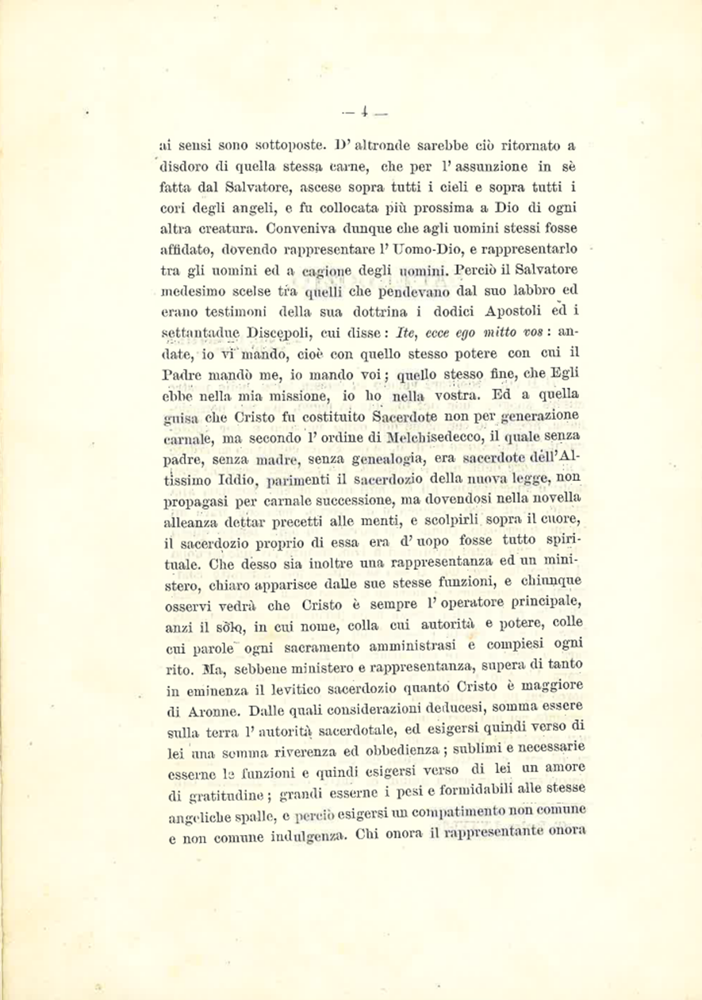 — 4 —
ai sensi sono sottoposte. D' altronde sarebbe ciò ritornato a
disdoro di quella stessa carne, che per l' assunzione in sè
fatta dal Salvatore, ascese sopra tutti i cieli e sopra tutti i
cori degli angeli, e fu collocata più prossima a Dio di ogni
altra creatura. Conveniva dunque che agli uomini stessi fosse
affidato, dovendo rappresentare l' Uomo-Dio, e rappresentarlo
tra gli uomini ed a cagione degli uomini. Perciò il Salvatore
medesimo scelse tra quelli che pendevano dal suo labbro ed
erano testimoni della sua dottrina i dodici Apostoli ed i
settantadue Discepoli, cui disse : Ite, ecce ego mitto vos : an-
date, io vi mando, cioè con quello stesso potere con cui il
Padre mandò me, io mando voi ; quello stesso fine, che Egli
ebbe nella mia missione, io ho nella vostra. Ed a quella
guisa che Cristo fu costituito Sacerdote non per generazione
carnale, ma secondo l' ordine di Melchisedecco, il quale senza
padre, senza madre, senza genealogia, era sacerdote dell'Al-
tissimo Iddio, parimenti il sacerdozio della nuova legge, non
propagasi per carnale successione, ma dovendosi nella novella
alleanza dettar precetti alle menti, e scolpirli sopra il cuore,
il sacerdozio proprio di essa era d' uopo fosse tutto spiri-
tuale. Che desso sia inoltre una rappresentanza ed un mini-
stero, chiaro apparisce dalle sue stesse funzioni, e chiunque
osservi vedrà che Cristo è sempre l' operatore principale,
anzi il solo, in cui nome, colla cui autorità e potere, colle
cui parole ogni sacramento amministrasi e compiesi ogni
rito. Ma, sebbene ministero e rappresentanza, supera di tanto
in eminenza il levitico sacerdozio quanto Cristo è maggiore
di Aronne. Dalle quali considerazioni deducesi, somma essere
sulla terra l' autorità sacerdotale, ed esigersi quindi verso di
lei una somma riverenza ed obbedienza ; sublimi e necessarie
esserne le funzioni e quindi esigersi verso di lei un amore
di gratitudine ; grandi esserne i pesi e formidabili alle stesse
angeliche spalle, e perciò esigersi un compatimento non comune
e non comune indulgenza. Chi onora il rappresentante onora